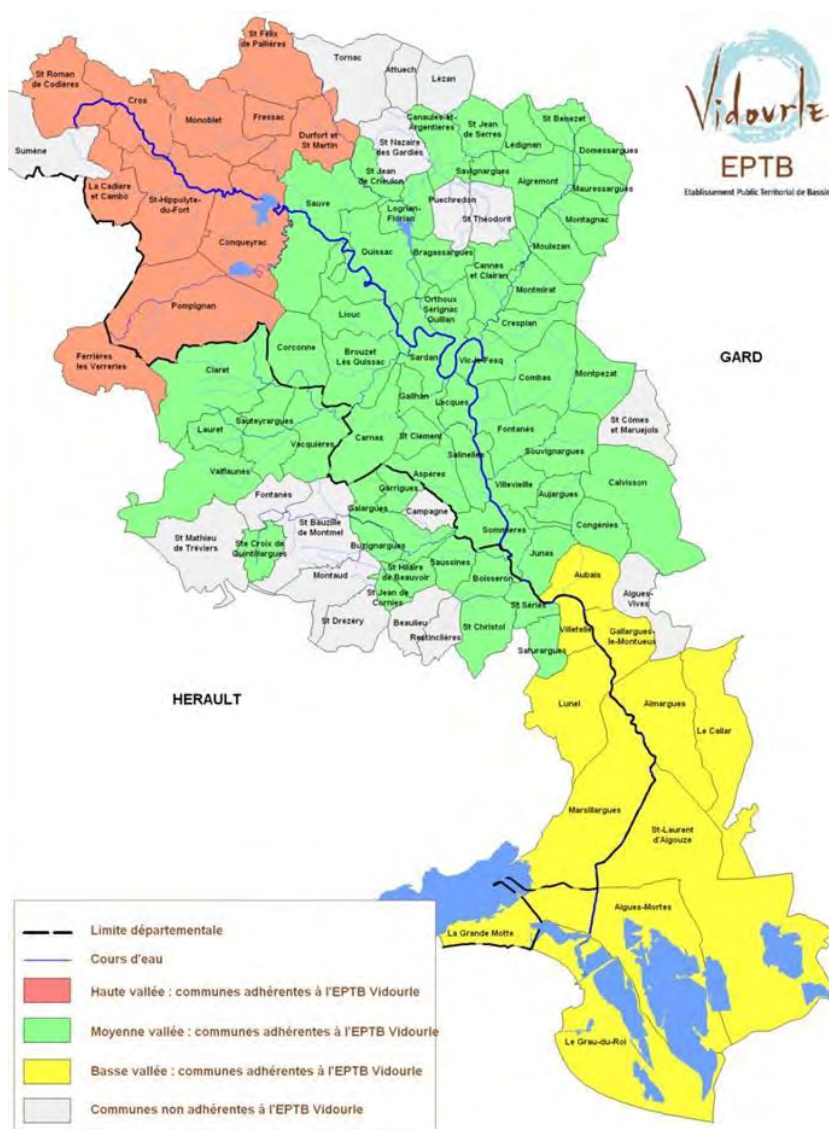 St Félix
de Pallières
Tornac
Attuech
Lézan
St Roman
de Codières
Cros
Monoblet
Fressac
Durfort et
St Martin
Sumène
La Cadière
et Cambo
St-Hippolyte-
du-Fort
Conqueyrac
Pompignan
Ferrières
les Verreries
Canaules-et-
Argentieres
St Jean
de Serres
St Bénezet
St Nazaire
des Gardies
Lédignan
Domessargues
St Jean
de Crieulon
Savignargues
Aigremont
Mauressargues
Sauve
Logrian-
Florian
Puechredon
St Théodorit
Montagnac
Quissac
Bragassargues
Moulezan
Cannes
et Clairan
Montmirat
Liouc
Orthoux
Sérignac
Quillan
Crespian
Corconne
Brouzet
Lès Quissac
Sardan
Vic-le-Fesq
Montpezat
Claret
Combas
Gailhan
Lecques
St Cômes
et Maruejols
Lauret
Sauteyrargues
Vacquières
Carnas
St Clément
Fontanés
Salinelles
Souvignargues
Valflaunès
Aspères
Villevieille
Calvisson
Fontanès
Garrigues
Aujargues
Galargues
Campagne
St Mathieu
de Tréviers
St Bauzille
de Montmel
Sommières
Congénies
Ste Croix de
Quintillargues
Buzignargues
Junas
Saussines
Montaud
St Hilaire
de Beauvoir
Boisseron
Aubais
Aigues-
Vives
St Jean de
Cornies
St Sériès
St Drézéry
Beaulieu
Restinclières
St Christol
Villetelle
Gallargues-
le-Montueux
Saturargues
Lunel
Aimargues
Le Cailar
Marsillargues
St-Laurent
d'Aigouze
Aigues-Mortes
La Grande Motte
Le Grau-du-Roi
GARD
HERAULT
Vidourle
EPTB
Etablissement Public Territorial de Bassin
Limite départementale
Cours d'eau
Haute vallée : communes adhérentes à l'EPTB Vidourle
Moyenne vallée : communes adhérentes à l'EPTB Vidourle
Basse vallée : communes adhérentes à l'EPTB Vidourle
Communes non adhérentes à l'EPTB Vidourle